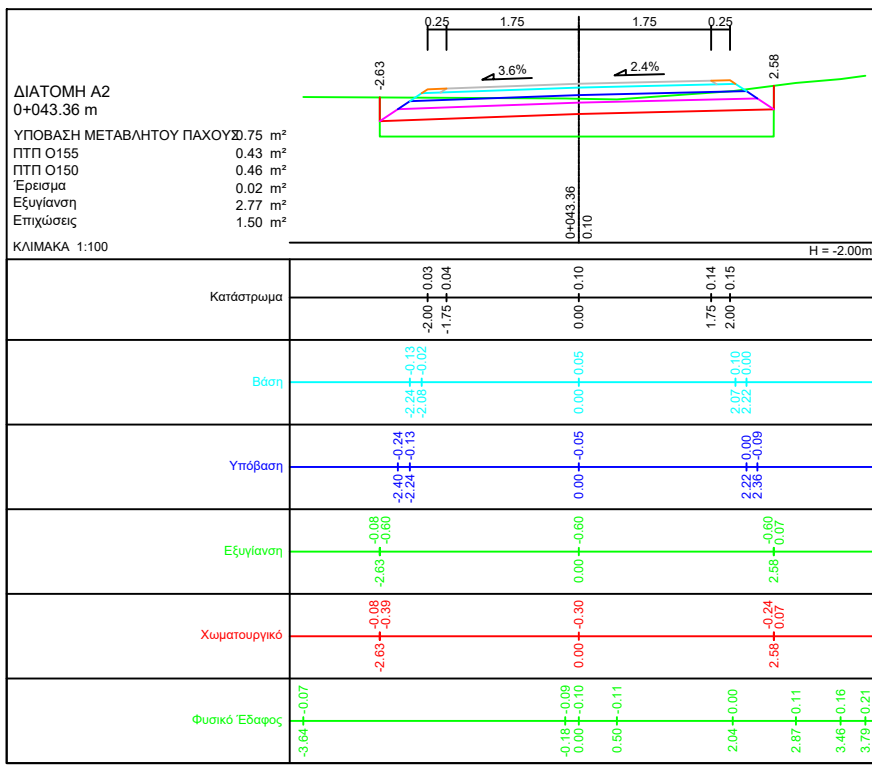 0.25 1.75 1.75 0.25
-2.63 3.6% 2.4% 2.58
ΔΙΑΤΟΜΗ Α2
0+043.36 m
ΥΠΟΒΑΣΗ ΜΕΤΑΒΛΗΤΟΥ ΠΑΧΟΥΣ 0.75 m²
ΠΤΠ Ο155 0.43 m²
ΠΤΠ Ο150 0.46 m²
Έρεισμα 0.02 m²
Εξυγίανση 2.77 m²
Επιχώσεις 1.50 m²
ΚΛΙΜΑΚΑ 1:100
0+043.36
0.10
H = -2.00m
Κατάστρωμα
-2.00 0.03
-1.75 0.04
0.00 0.10
1.75 0.14
2.00 0.15
Βάση
-2.24 -0.13
-2.08 -0.02
0.00 0.05
2.07 0.10
2.22 0.00
Υπόβαση
-2.40 -0.24
-2.24 -0.13
0.00 -0.05
2.22 0.00
2.36 -0.09
Εξυγίανση
-2.63 -0.08
-0.60
0.00 -0.60
2.58 -0.60
0.07
Χωματουργικό
-2.63 -0.08
-0.39
0.00 -0.30
2.58 -0.24
0.07
Φυσικό Έδαφος
-3.64 -0.07
-0.18 -0.09
0.00 -0.10
0.50 -0.11
2.04 0.00
2.87 0.11
3.46 0.16
3.79 0.21